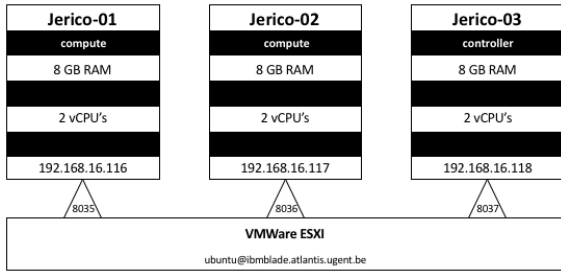 Jerico-01
compute
8 GB RAM
2 vCPU's
192.168.16.116
8035
Jerico-02
compute
8 GB RAM
2 vCPU's
192.168.16.117
8036
Jerico-03
controller
8 GB RAM
2 vCPU's
192.168.16.118
8037
VMWare ESXI
ubuntu@ibmblade.atlantis.ugent.be